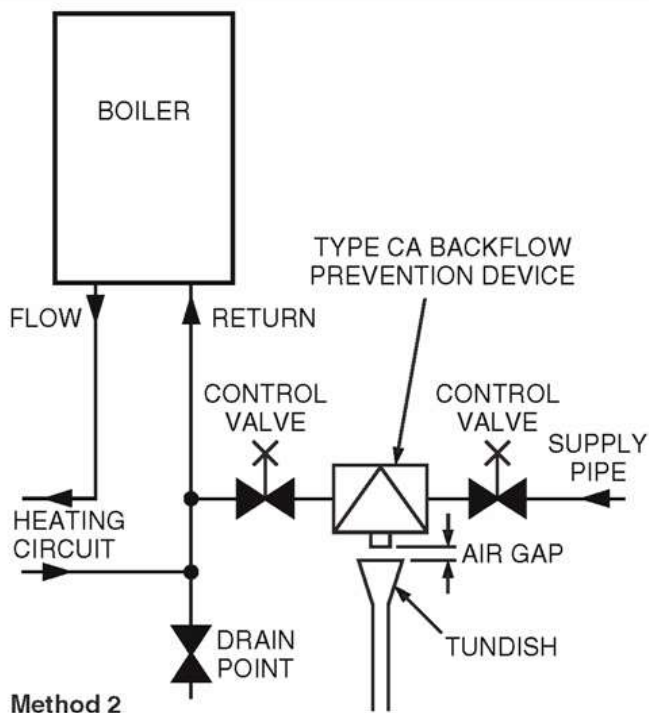 BOILER
TYPE CA BACKFLOW
PREVENTION DEVICE
FLOW
RETURN
CONTROL
VALVE
CONTROL
VALVE
SUPPLY
PIPE
HEATING
CIRCUIT
AIR GAP
DRAIN
POINT
TUNDISH
Method 2